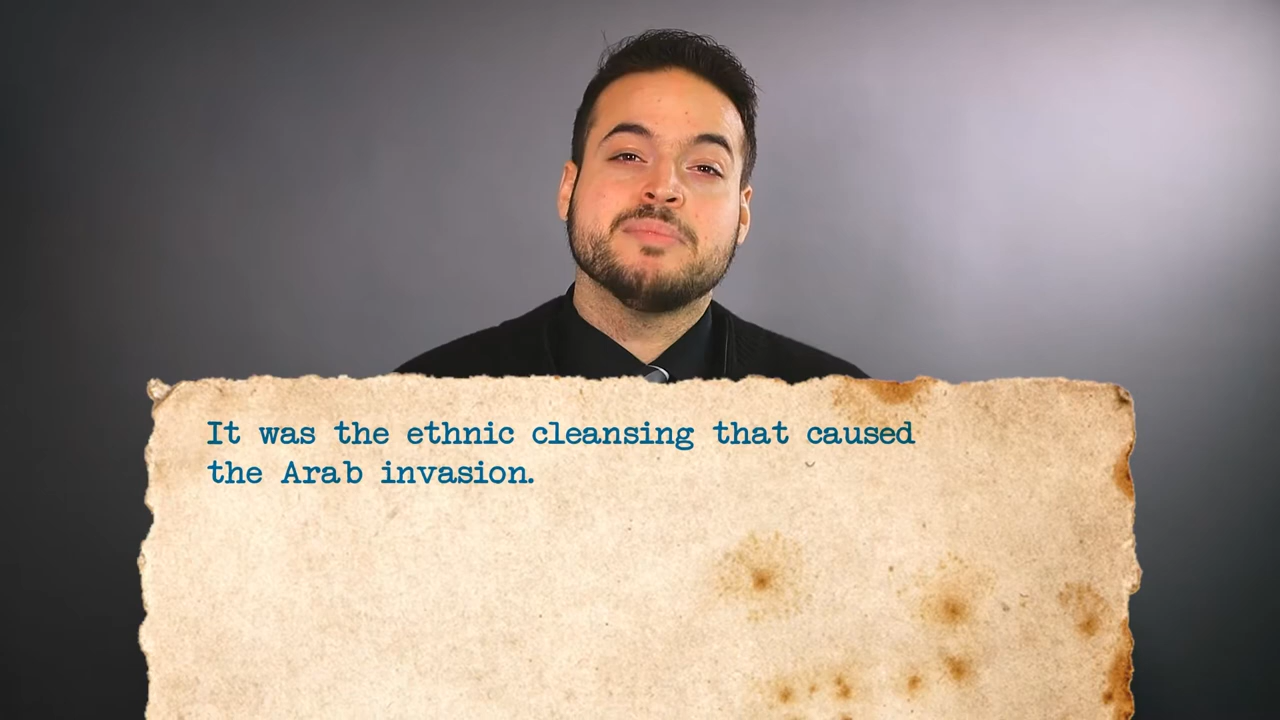 It was the ethnic cleansing that caused
the Arab invasion.